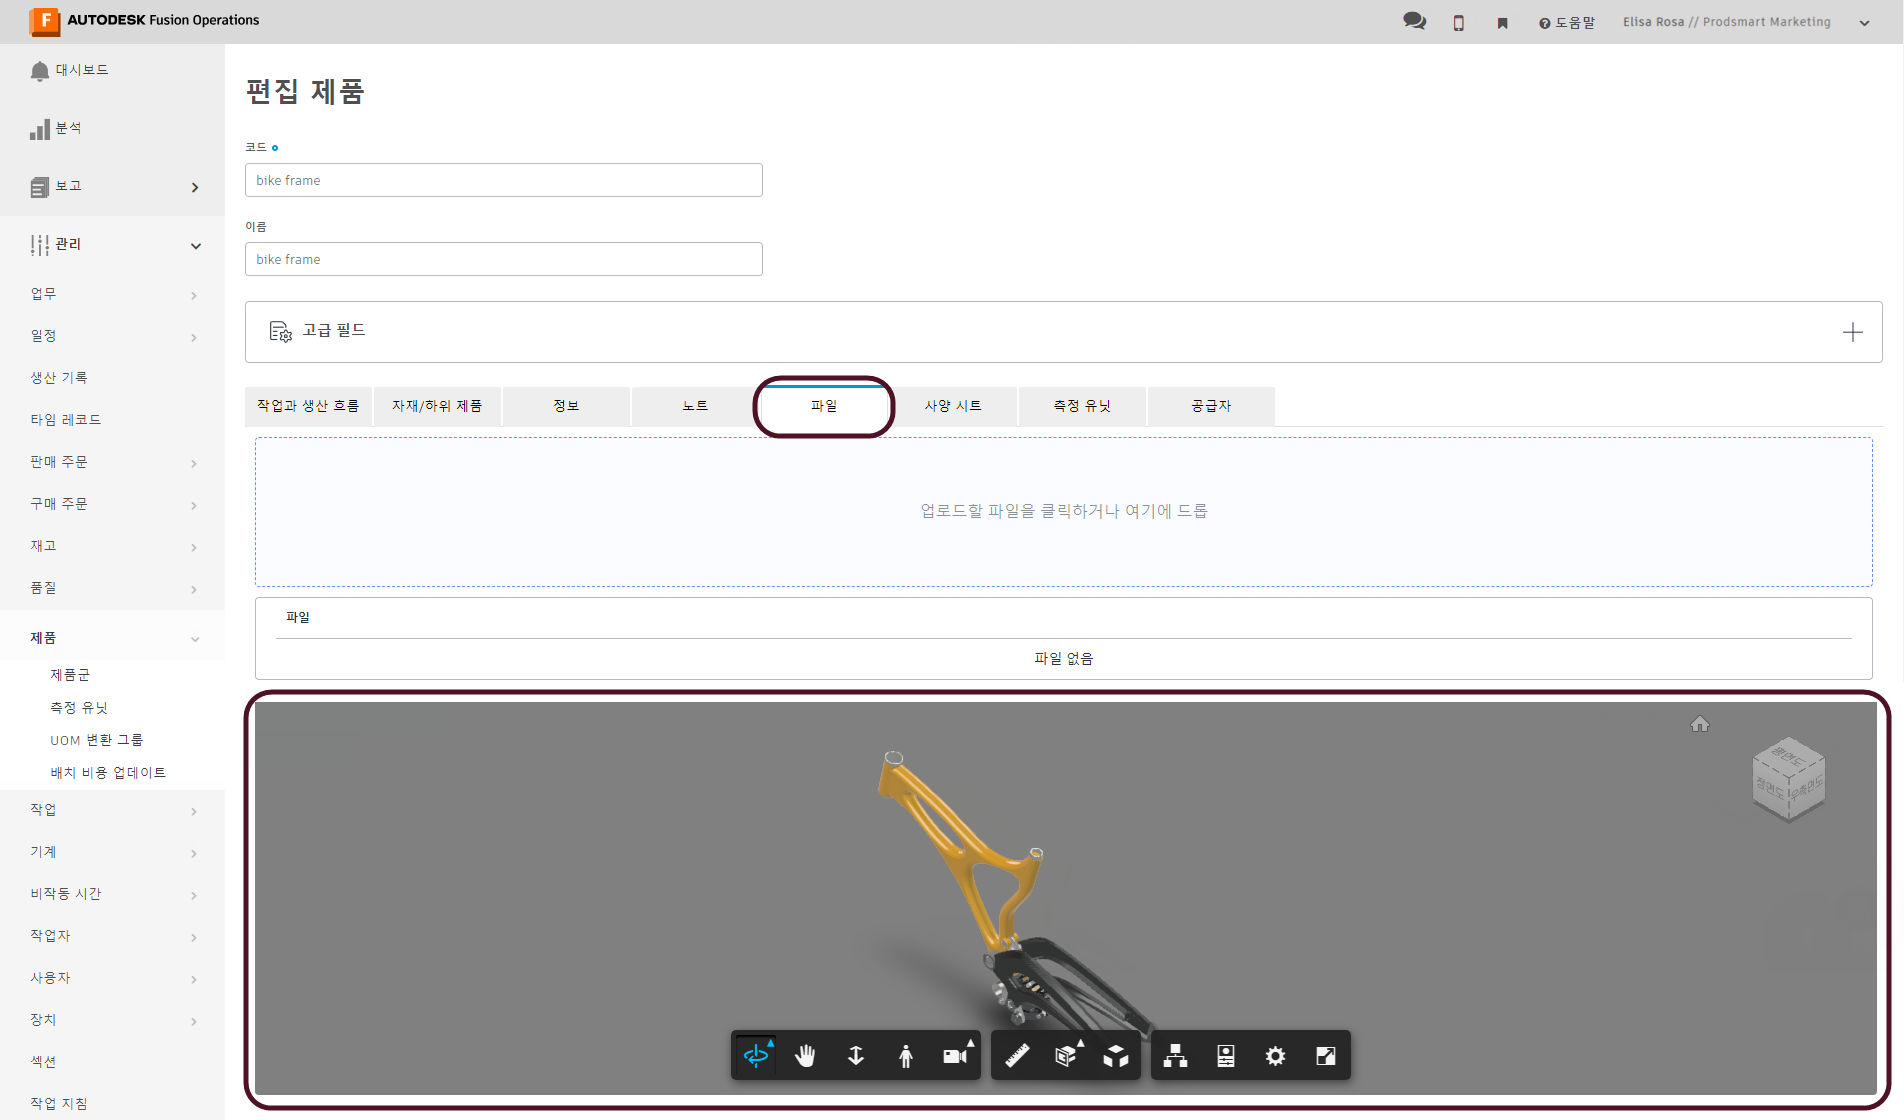 F AUTODESK Fusion Operations
도움말
Elisa Rosa // Prodsmart Marketing
대시보드
분석
보고
관리
업무
일정
생산 기록
타임 레코드
판매 주문
구매 주문
재고
품질
제품
제품군
측정 유닛
UOM 변환 그룹
배치 비용 업데이트
작업
기계
비작동 시간
작업자
사용자
장치
섹션
작업 지침
편집 제품
코드
bike frame
이름
bike frame
고급 필드
작업과 생산 흐름
자재/하위 제품
정보
노트
파일
사양 시트
측정 유닛
공급자
업로드할 파일을 클릭하거나 여기에 드롭
파일
파일 없음
평면도
정면도
우측면도